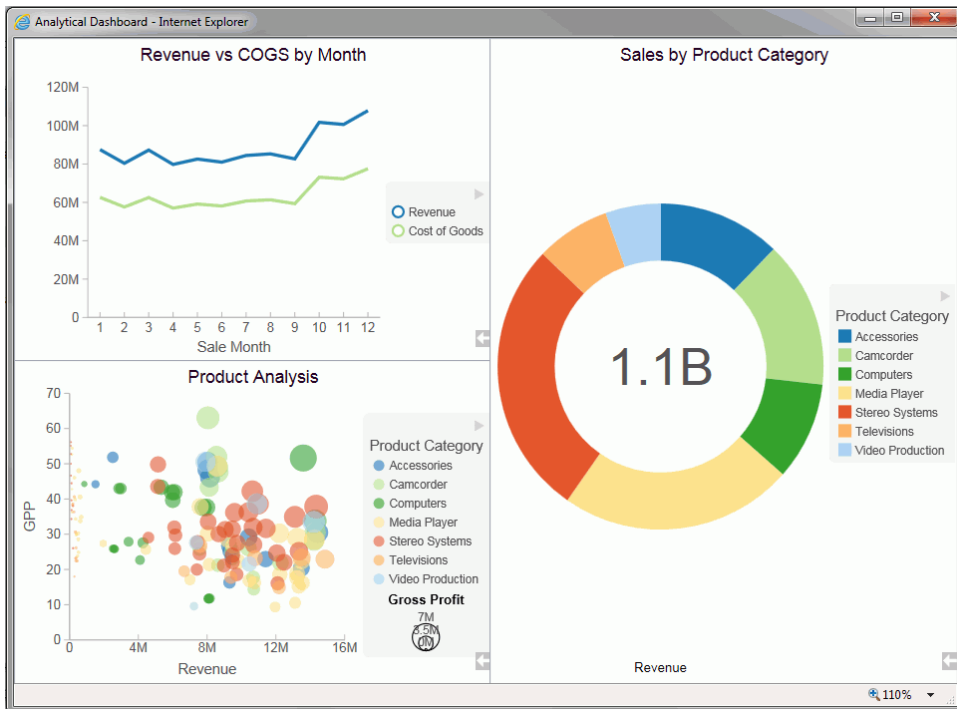 Analytical Dashboard - Internet Explorer
Revenue vs COGS by Month
120M
100M
80M
60M
40M
20M
0
1 2 3 4 5 6 7 8 9 10 11 12
Sale Month
Revenue
Cost of Goods
Product Analysis
70
60
50
40
30
20
10
0
GPP
0 4M 8M 12M 16M
Revenue
Product Category
Accessories
Camcorder
Computers
Media Player
Stereo Systems
Televisions
Video Production
Gross Profit
7M
3.5M
0M
Sales by Product Category
1.1B
Product Category
Accessories
Camcorder
Computers
Media Player
Stereo Systems
Televisions
Video Production
Revenue
110%